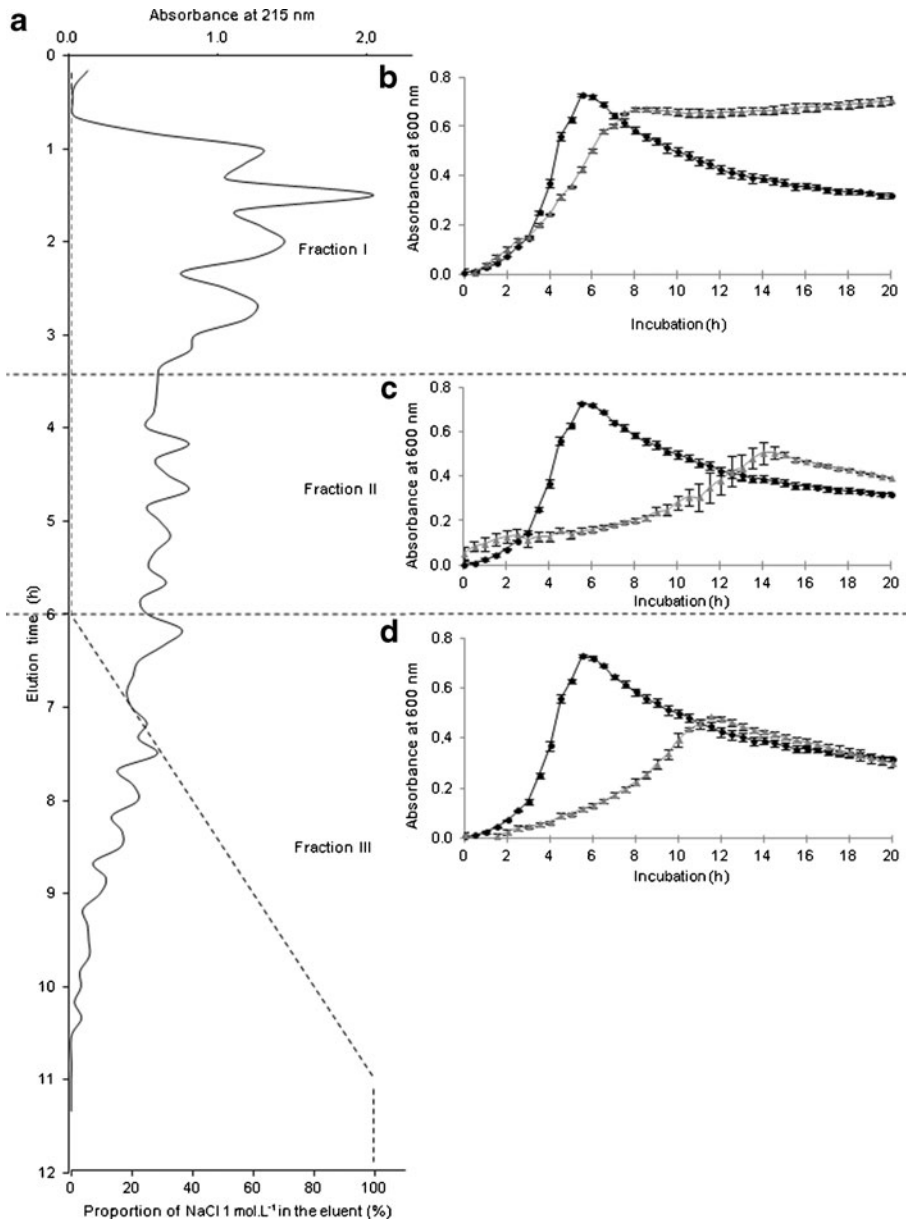 a
Absorbance at 215 nm
0.0 1.0 2.0
0
1
2
3
4
5
6
7
8
9
10
11
12
Elution time (h)
Fraction I
Fraction II
Fraction III
0 20 40 60 80 100
Proportion of NaCl 1 mol.L⁻¹ in the eluent (%)
b
Absorbance at 600 nm
0.8
0.6
0.4
0.2
0.0
0 2 4 6 8 10 12 14 16 18 20
Incubation (h)
c
Absorbance at 600 nm
0.8
0.6
0.4
0.2
0.0
0 2 4 6 8 10 12 14 16 18 20
Incubation (h)
d
Absorbance at 600 nm
0.8
0.6
0.4
0.2
0.0
0 2 4 6 8 10 12 14 16 18 20
Incubation (h)